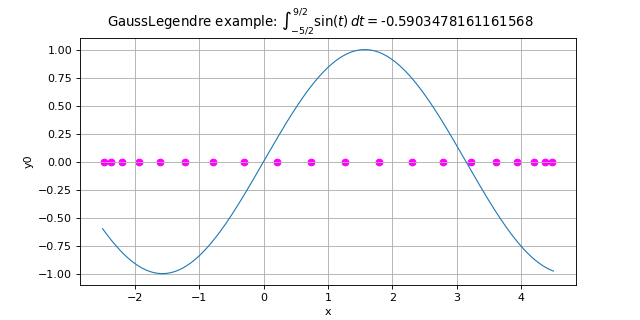 GaussLegendre example: ∫_{-5/2}^{9/2} sin(t) dt = -0.5903478161161568
1.00
0.75
0.50
0.25
0.00
−0.25
−0.50
−0.75
−1.00
y0
−2 −1 0 1 2 3 4
x